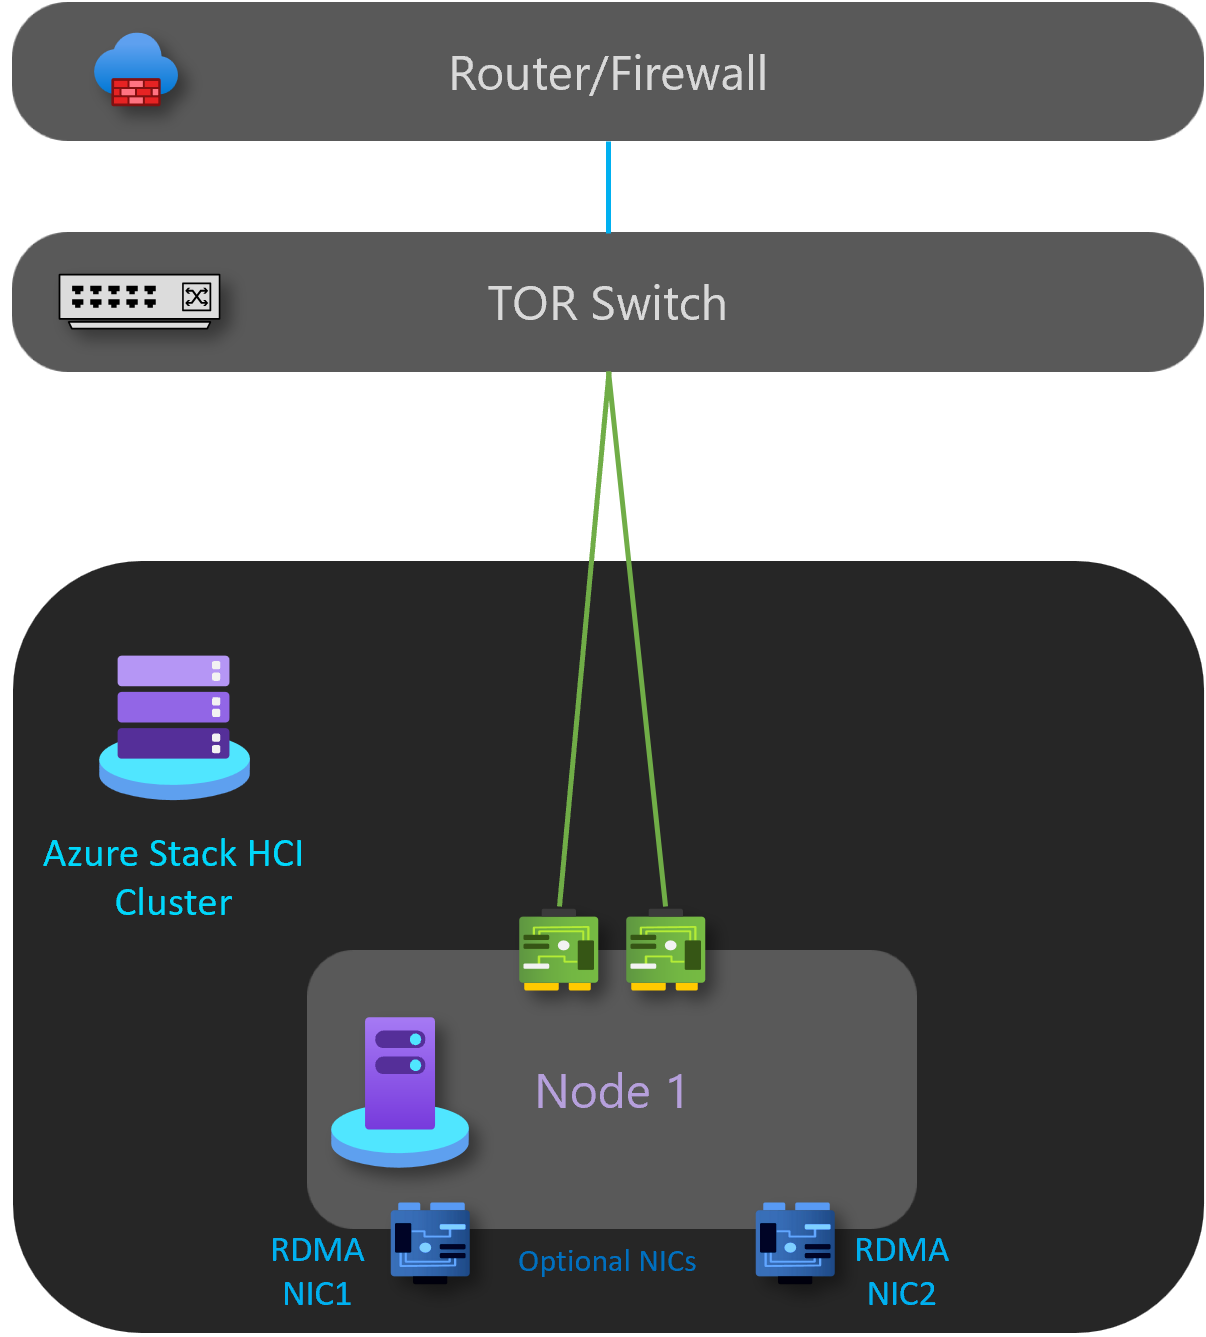 Router/Firewall
TOR Switch
Azure Stack HCI
Cluster
Node 1
RDMA
NIC1
Optional NICs
RDMA
NIC2